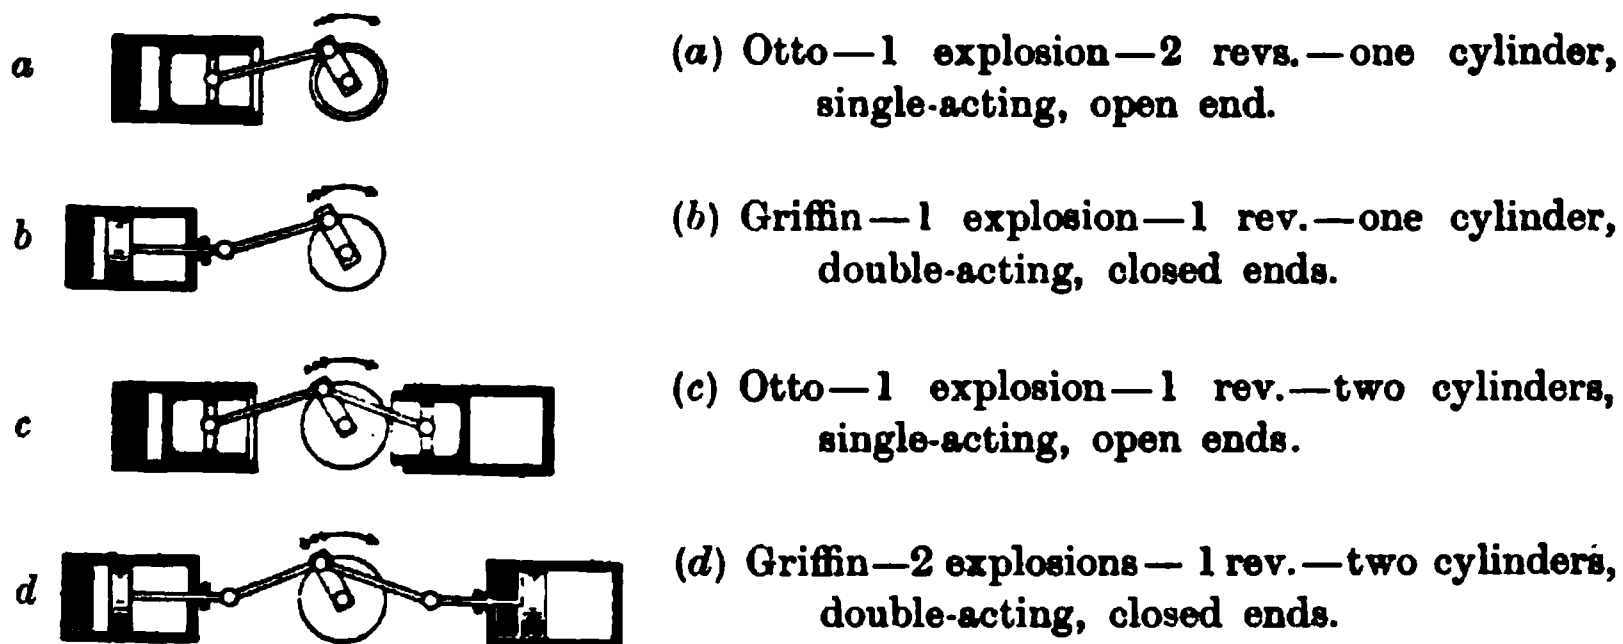 a
(a) Otto—1 explosion—2 revs.—one cylinder,
single-acting, open end.
b
(b) Griffin—1 explosion—1 rev.—one cylinder,
double-acting, closed ends.
c
(c) Otto—1 explosion—1 rev.—two cylinders,
single-acting, open ends.
d
(d) Griffin—2 explosions—1 rev.—two cylinders,
double-acting, closed ends.